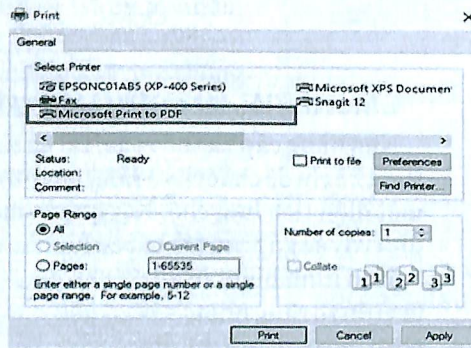 Print
General
Select Printer
EPSONC01AB5 (XP-400 Series)
Microsoft XPS Documen
Fax
Snagit 12
Microsoft Print to PDF
Status: Ready
Print to file
Preferences
Location:
Comment:
Find Printer...
Page Range
All
Selection
Current Page
Pages: 1-65535
Enter either a single page number or a single
page range. For example, 5-12
Number of copies: 1
Collate
1 1 2 2 3 3
Print Cancel Apply